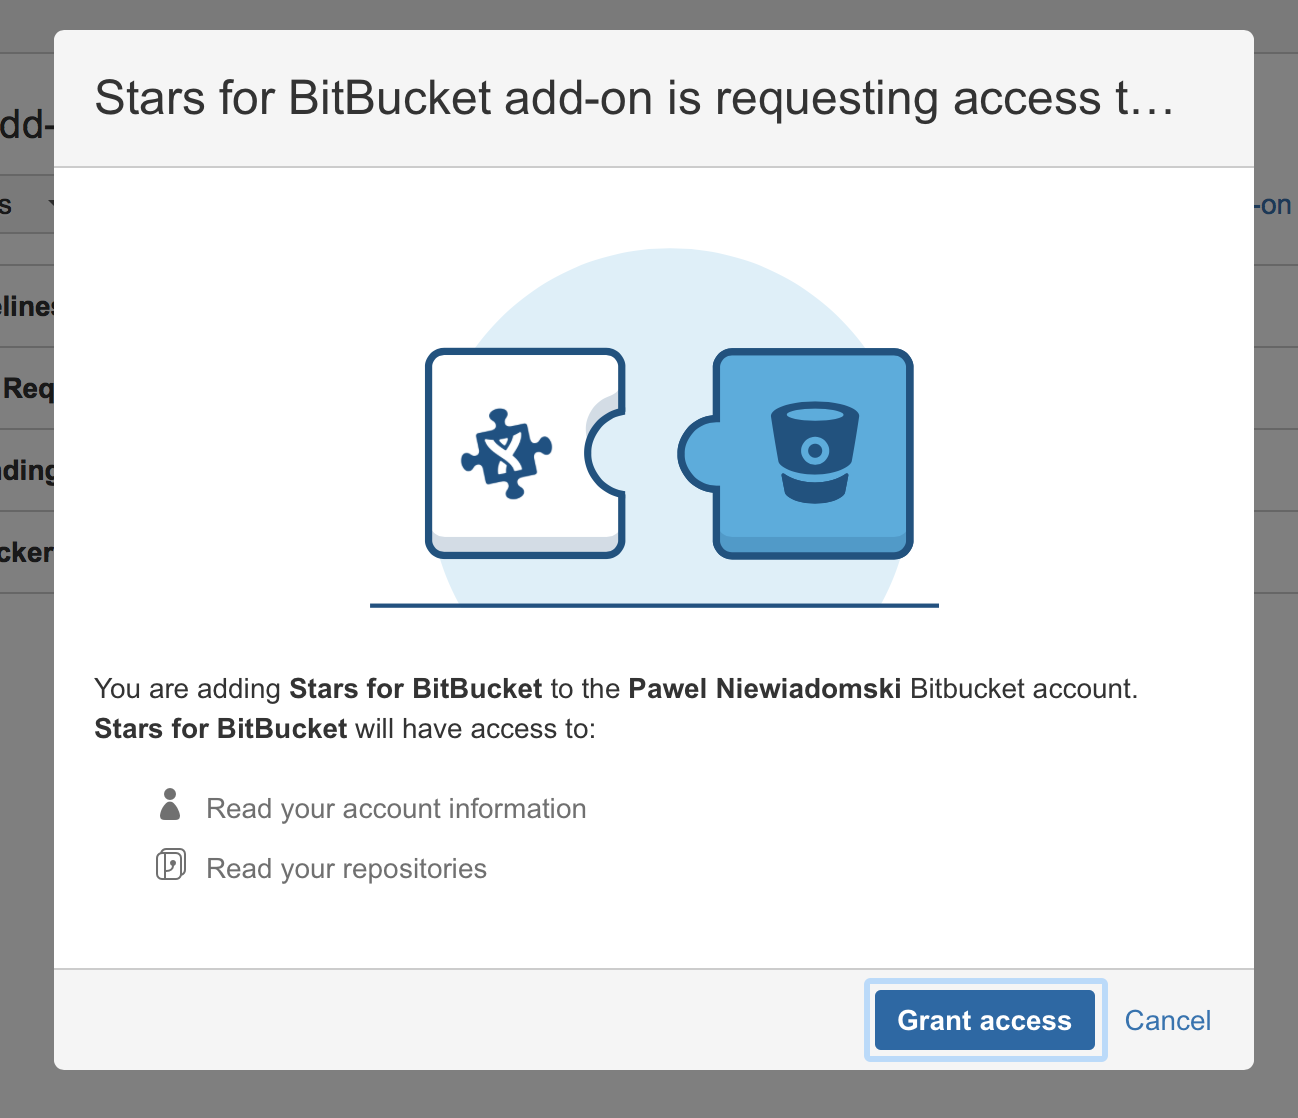 Stars for BitBucket add-on is requesting access t…
dd-
s
-on
elines
Req
ding
cker
You are adding Stars for BitBucket to the Pawel Niewiadomski Bitbucket account.
Stars for BitBucket will have access to:
Read your account information
Read your repositories
Grant access
Cancel